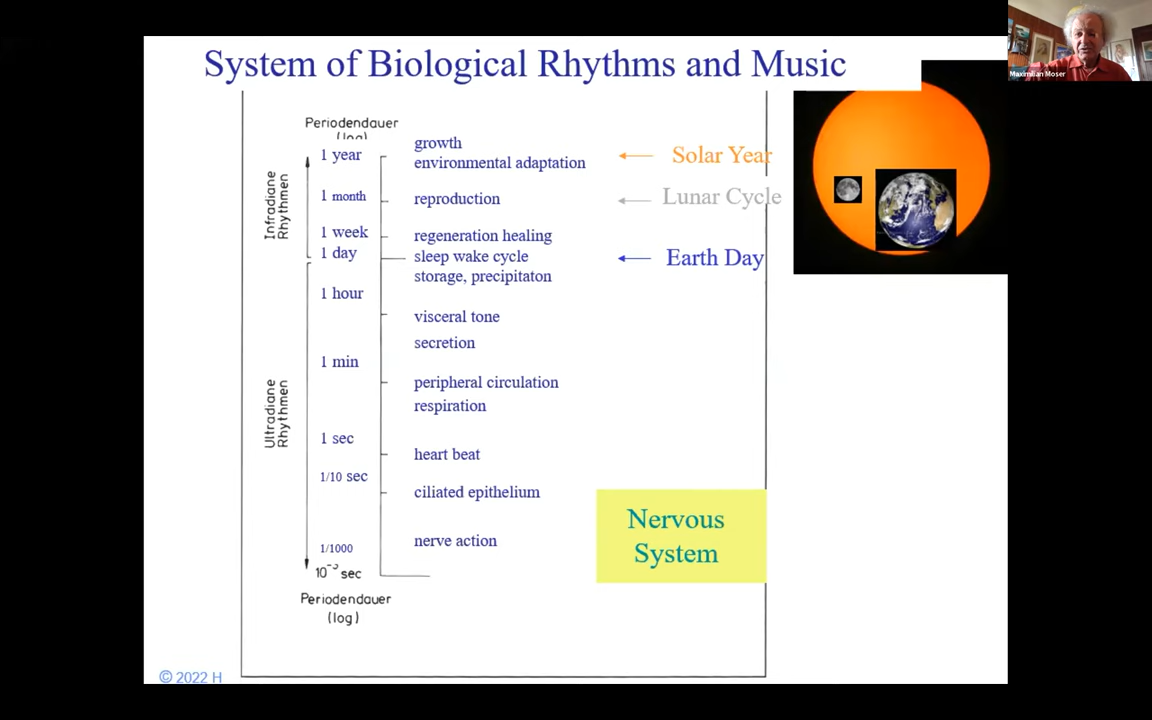 System of Biological Rhythms and Music
Maximilian Moser
Periodendauer
(log)
Infradiane
Rhythmen
1 year
1 month
1 week
1 day
1 hour
1 min
1 sec
1/10 sec
1/1000
10⁻³ sec
Ultradiane
Rhythmen
Periodendauer
(log)
growth
environmental adaptation
reproduction
regeneration healing
sleep wake cycle
storage, precipitaton
visceral tone
secretion
peripheral circulation
respiration
heart beat
ciliated epithelium
nerve action
Solar Year
Lunar Cycle
Earth Day
Nervous
System
© 2022 H